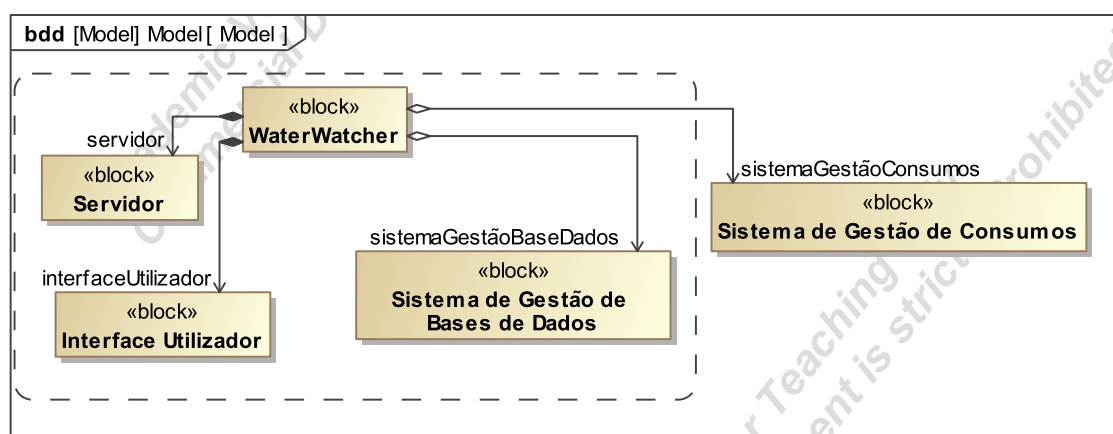 bdd [Model] Model [ Model ]
«block»
WaterWatcher
servidor
«block»
Servidor
sistemaGestãoConsumos
«block»
Sistema de Gestão de Consumos
sistemaGestãoBaseDados
«block»
Sistema de Gestão de
Bases de Dados
interfaceUtilizador
«block»
Interface Utilizador